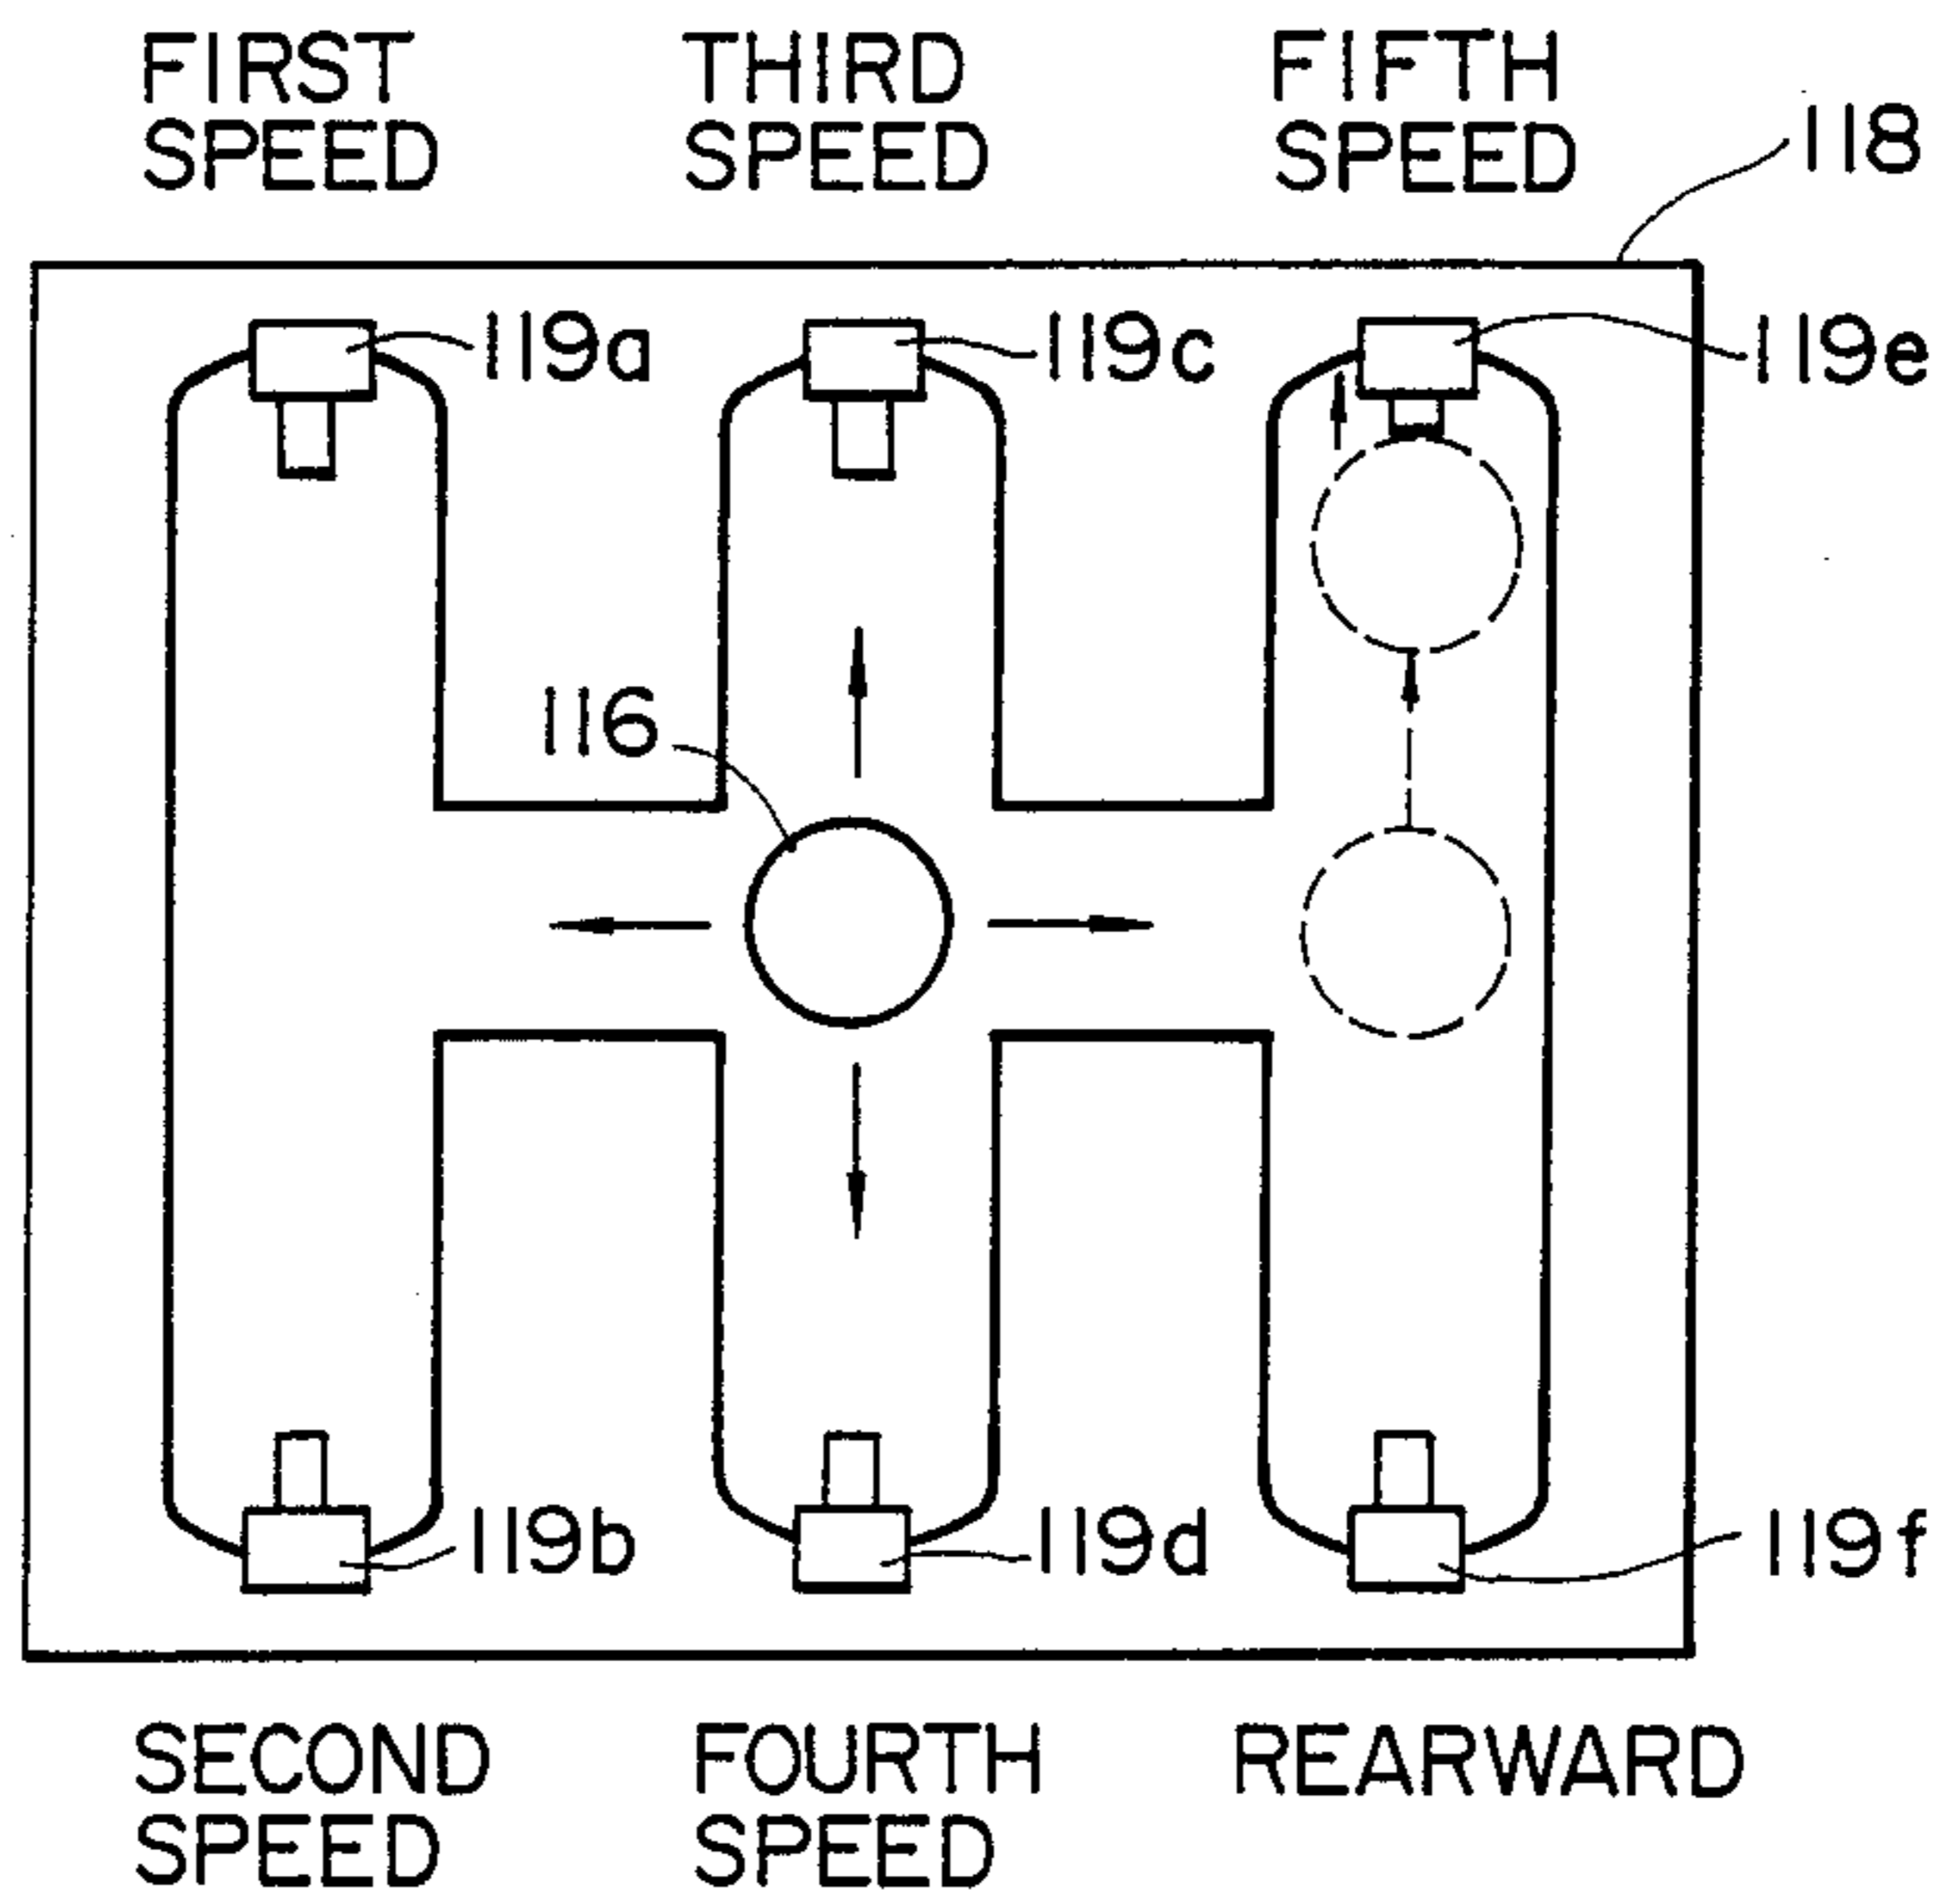 FIRST
SPEED
THIRD
SPEED
FIFTH
SPEED
118
119a
119c
119e
116
119b
119d
119f
SECOND
SPEED
FOURTH
SPEED
REARWARD